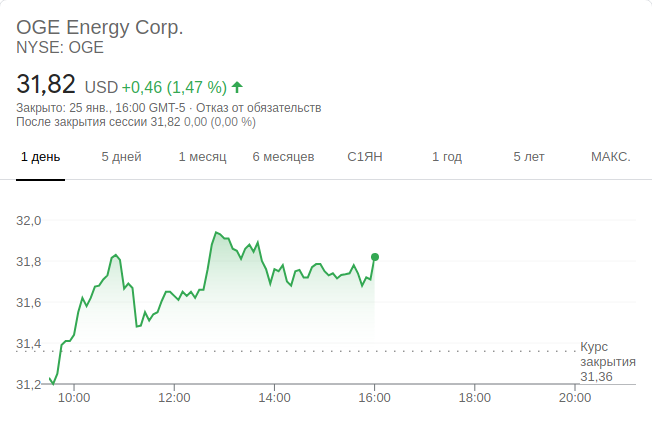 OGE Energy Corp.
NYSE: OGE
31,82 USD +0,46 (1,47 %)
Закрыто: 25 янв., 16:00 GMT-5 · Отказ от обязательств
После закрытия сессии 31,82 0,00 (0,00 %)
1 день 5 дней 1 месяц 6 месяцев С1ЯН 1 год 5 лет МАКС.
32,0
31,8
31,6
31,4
31,2
Курс
закрытия
31,36
10:00 12:00 14:00 16:00 18:00 20:00